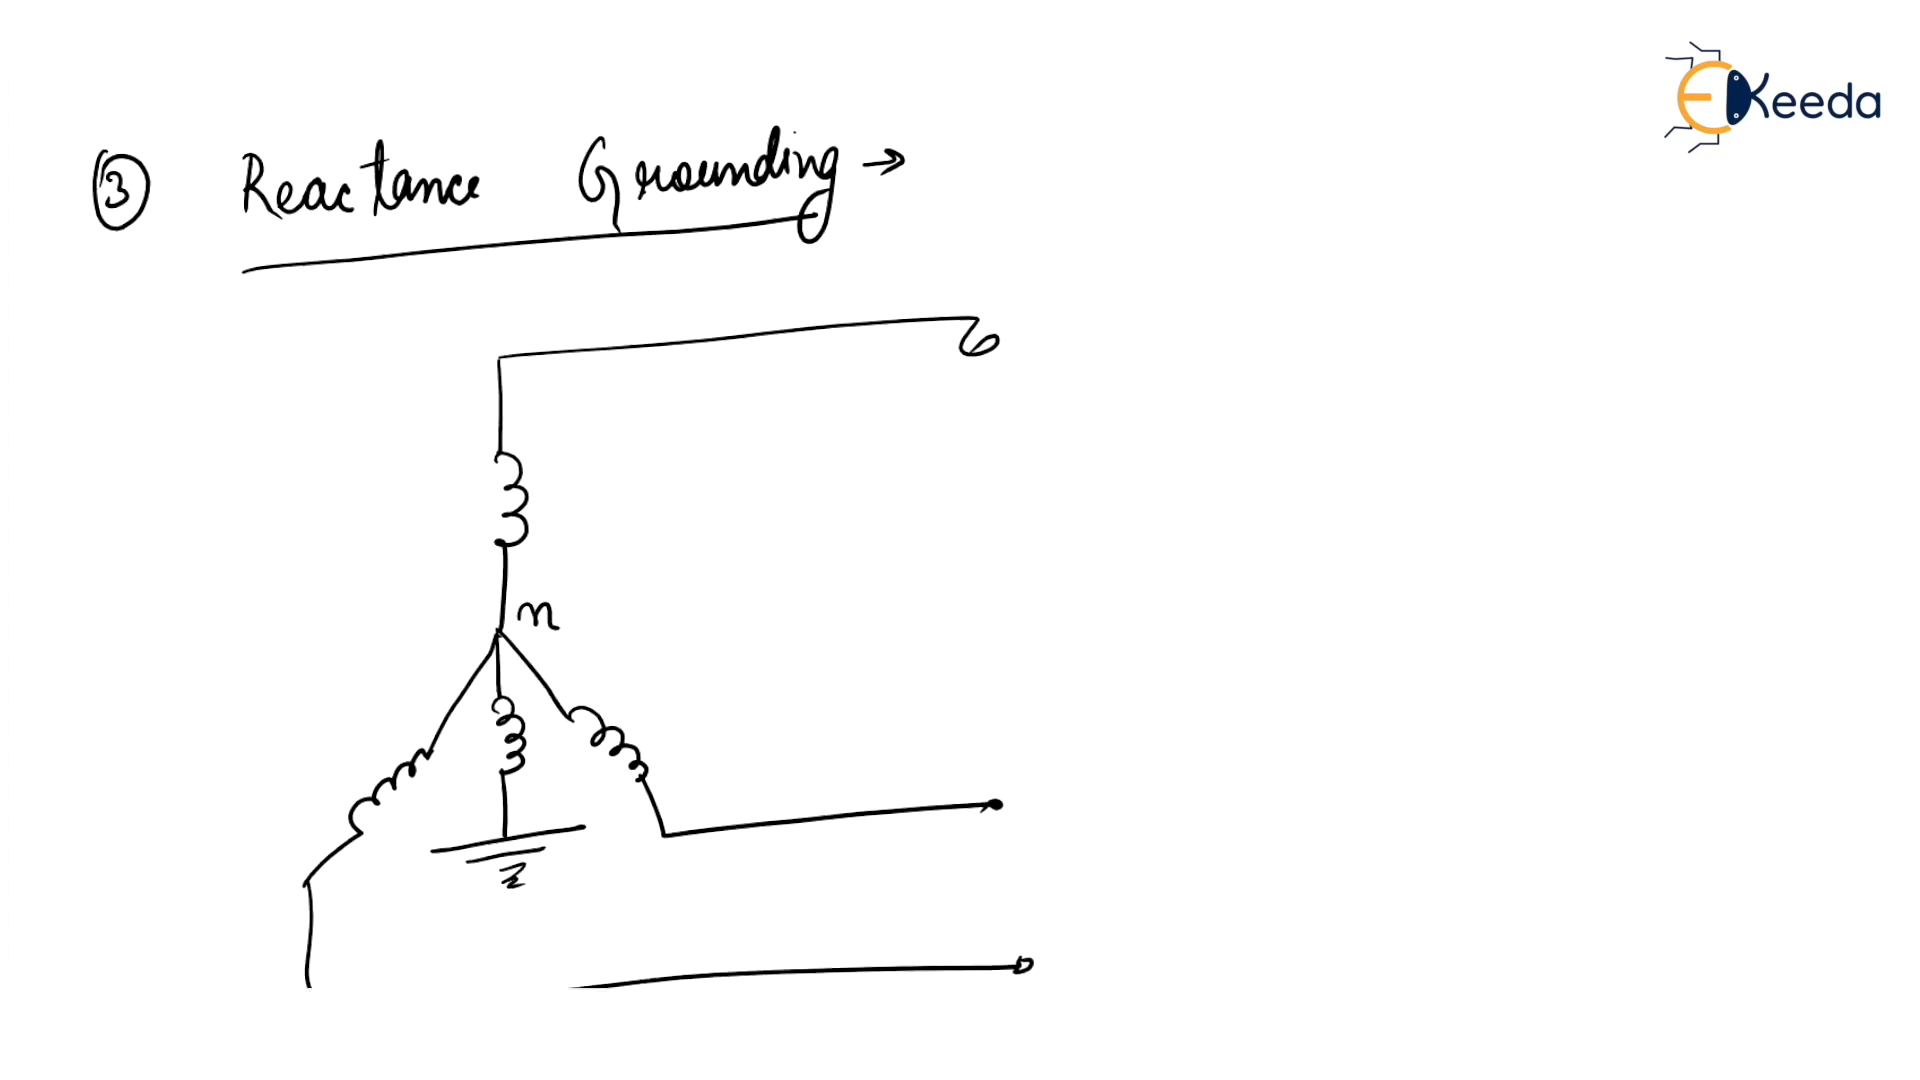 EKeeda
③ Reactance Grounding →
n